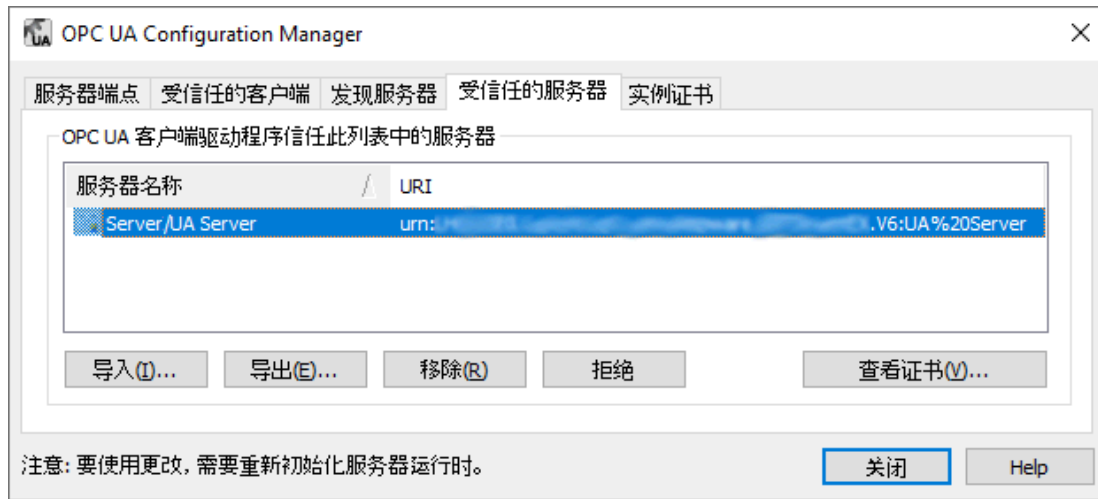 OPC UA Configuration Manager
服务器端点 受信任的客户端 发现服务器 受信任的服务器 实例证书
OPC UA 客户端驱动程序信任此列表中的服务器
服务器名称 URI
Server/UA Server urn: .V6:UA%20Server
导入(I)... 导出(E)... 移除(R) 拒绝 查看证书(V)...
注意: 要使用更改, 需要重新初始化服务器运行时。 关闭 Help